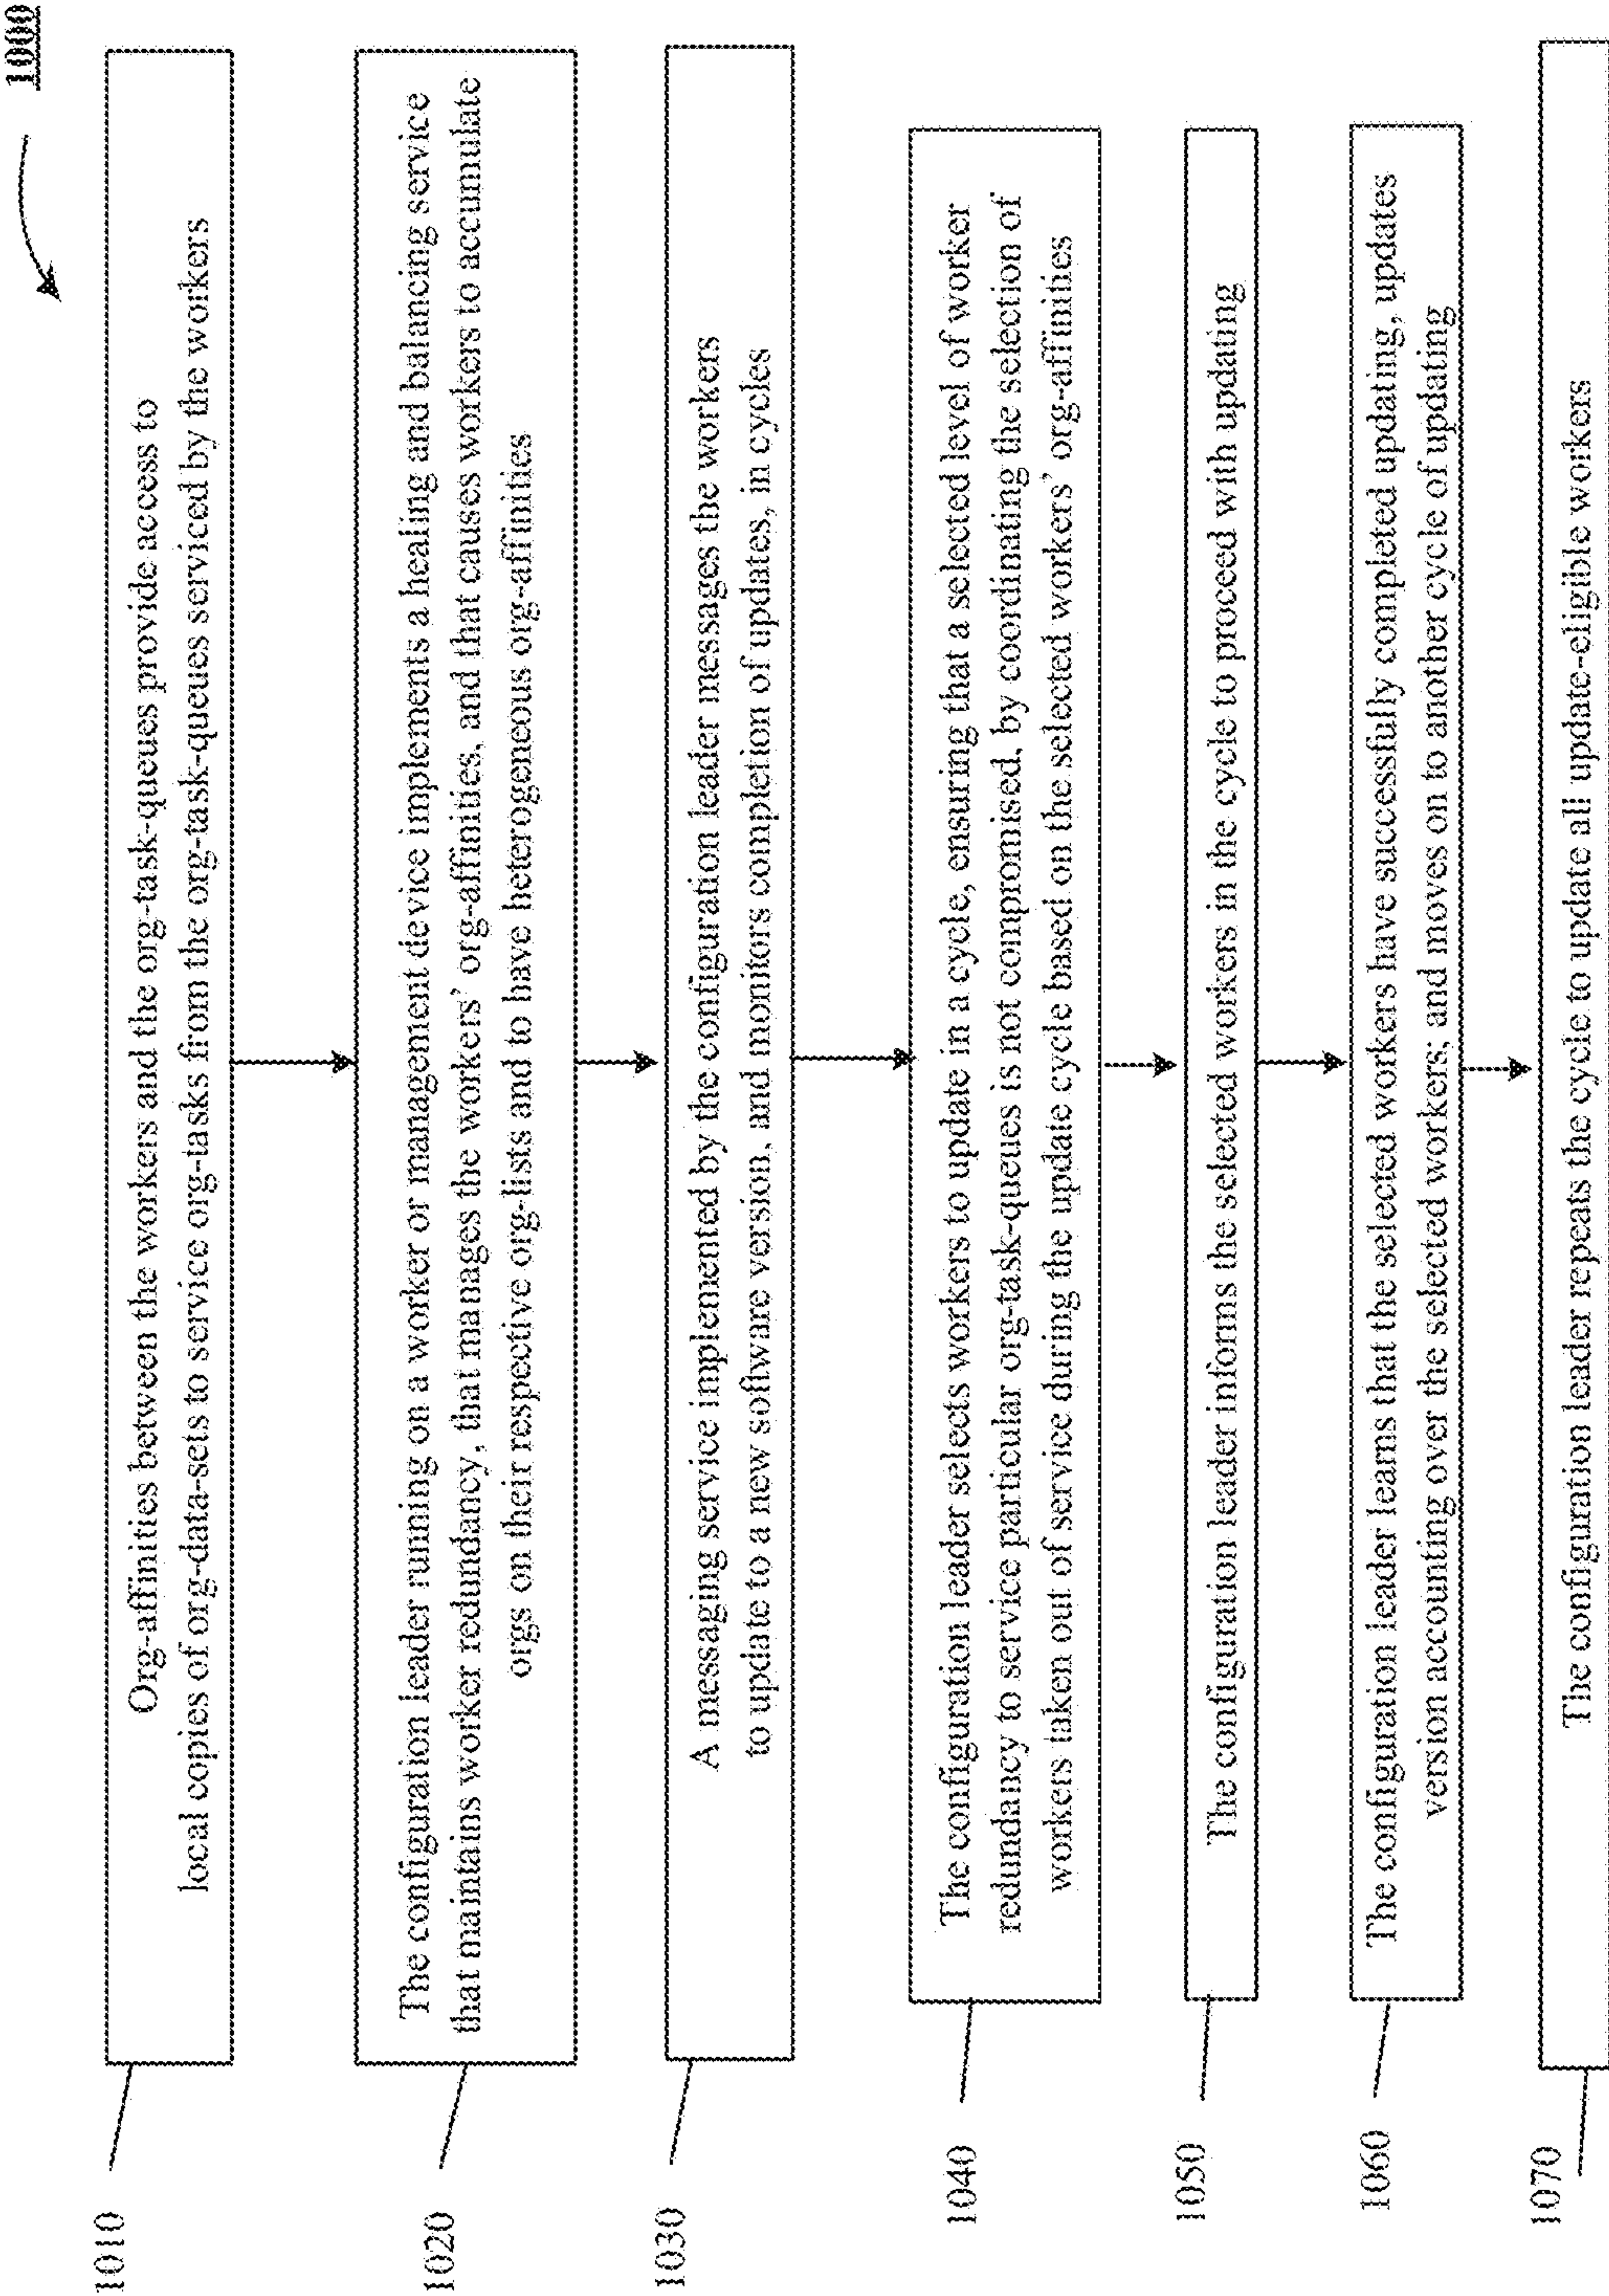 1000
1010
Org-affinities between the workers and the org-task-queues provide access to
local copies of org-data-sets to service org-tasks from the org-task-queues serviced by the workers
1020
The configuration leader running on a worker or management device implements a healing and balancing service
that maintains worker redundancy, that manages the workers' org-affinities, and that causes workers to accumulate
orgs on their respective org-lists and to have heterogeneous org-affinities
1030
A messaging service implemented by the configuration leader messages the workers
to update to a new software version, and monitors completion of updates, in cycles
1040
The configuration leader selects workers to update in a cycle, ensuring that a selected level of worker
redundancy to service particular org-task-queues is not compromised, by coordinating the selection of
workers taken out of service during the update cycle based on the selected workers' org-affinities
1050
The configuration leader informs the selected workers in the cycle to proceed with updating
1060
The configuration leader learns that the selected workers have successfully completed updating, updates
version accounting over the selected workers; and moves on to another cycle of updating
1070
The configuration leader repeats the cycle to update all update-eligible workers